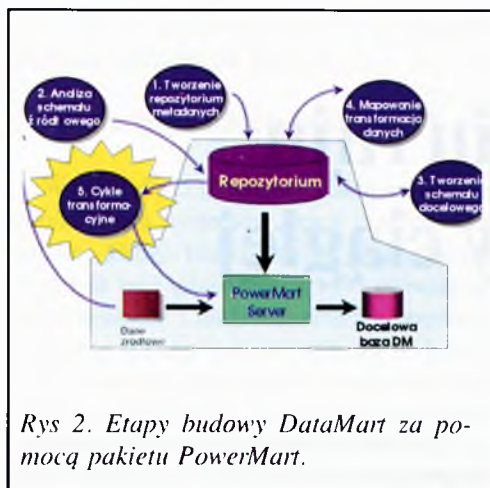 1. Tworzenie
repozytorium
metadanych
2. Analiza
schematu
źródłowego
4. Mapowanie
transformacja
danych
5. Cykle
transforma-
cyjne
Repozytorium
3. Tworzenie
schematu
docelowego
PowerMart
Server
Dane
źródłowe
Docelowa
baza DM
Rys 2. Etapy budowy DataMart za po-
mocą pakietu PowerMart.